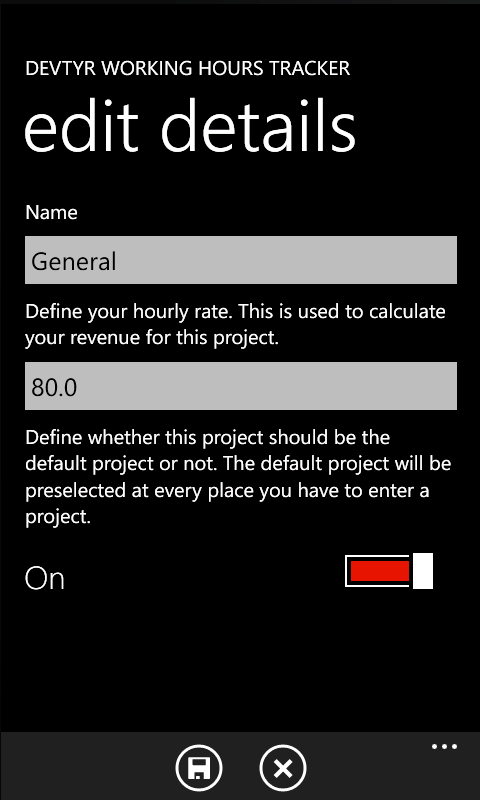 DEVTYR WORKING HOURS TRACKER
edit details
Name
General
Define your hourly rate. This is used to calculate
your revenue for this project.
80.0
Define whether this project should be the
default project or not. The default project will be
preselected at every place you have to enter a
project.
On